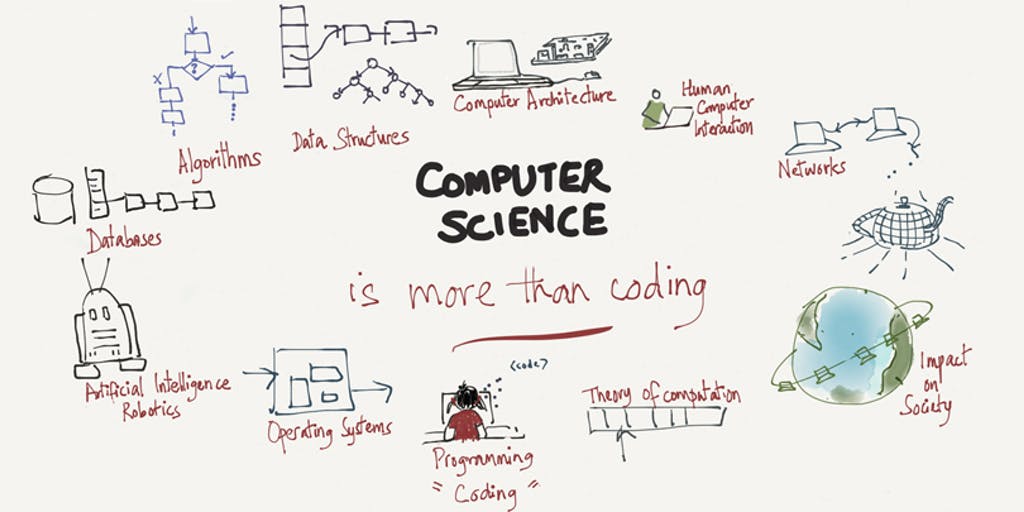 Algorithms
Data Structures
Computer Architecture
Human
Computer
Interaction
Networks
Databases
COMPUTER
SCIENCE
is more than coding
Artificial Intelligence
Robotics
Operating Systems
<code>
Programming
"Coding"
Theory of computation
Impact
on
Society
x
?
✓